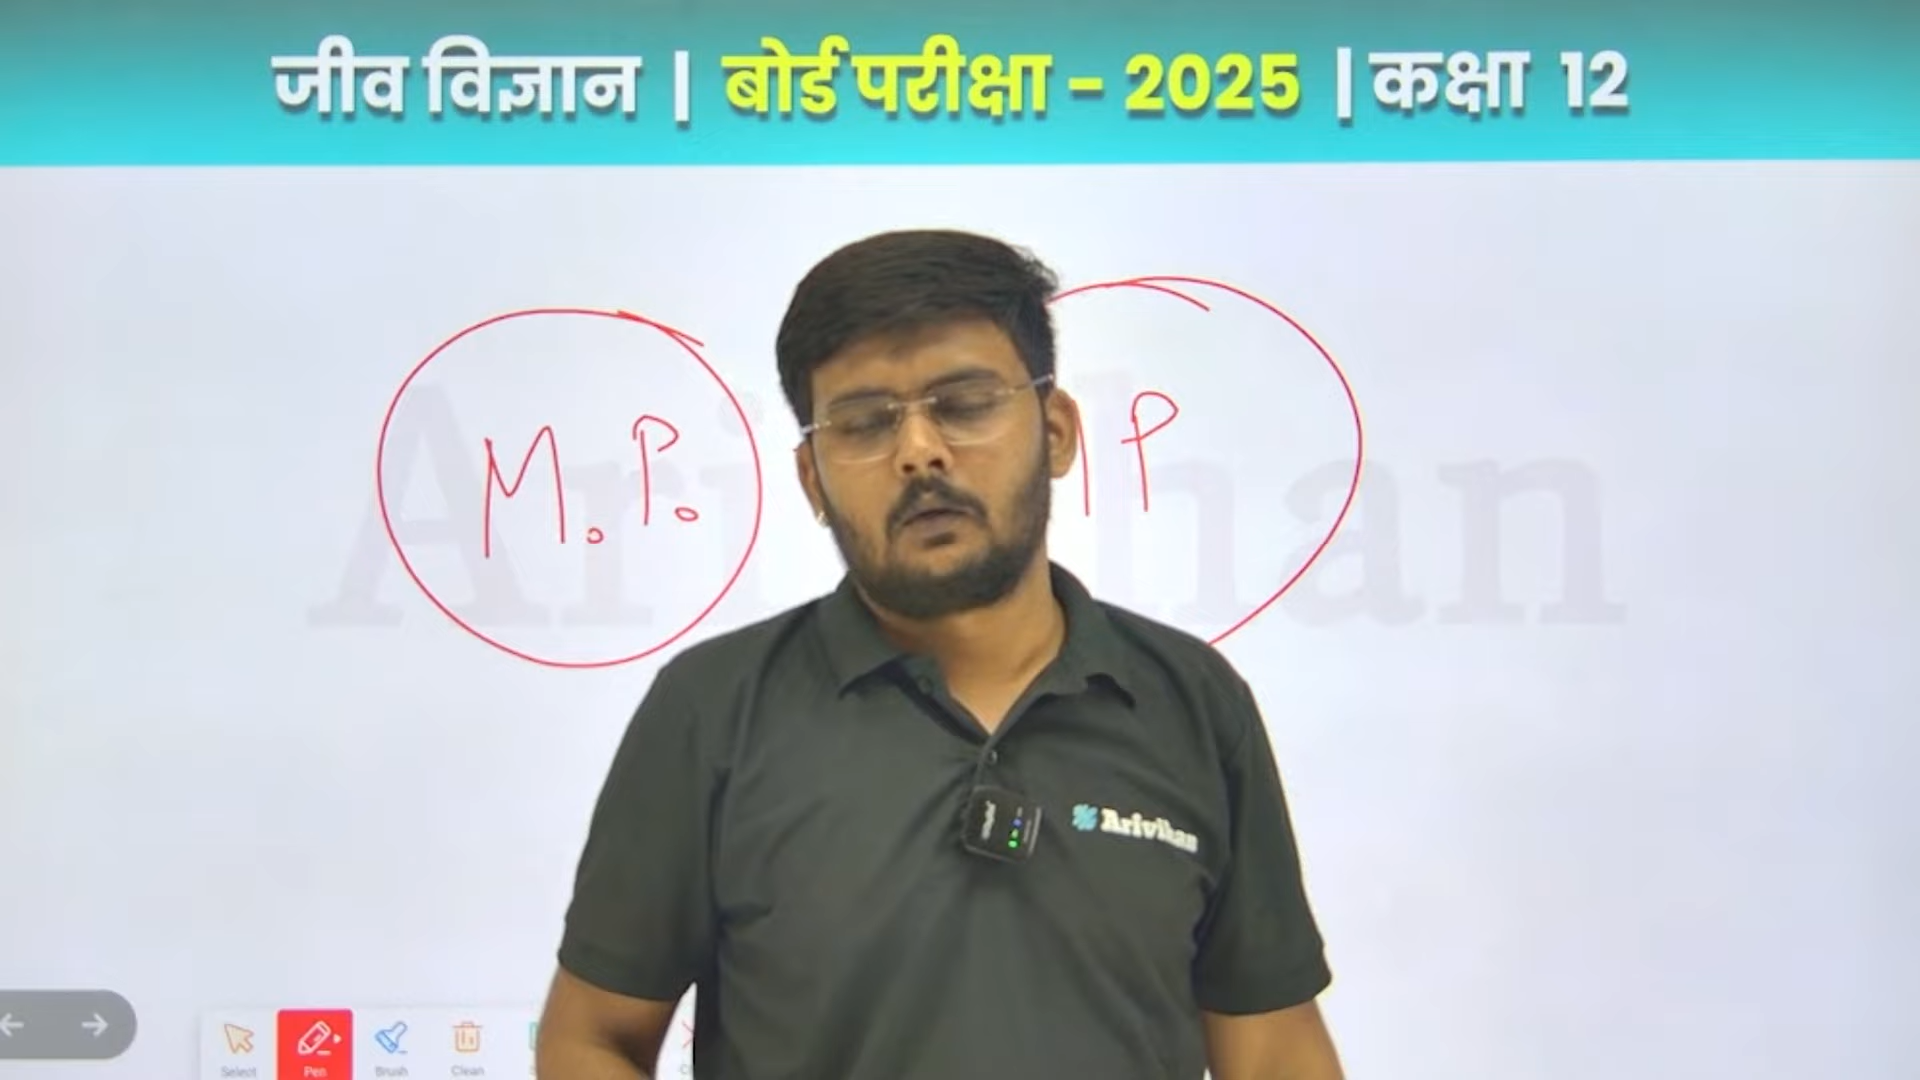 जीव विज्ञान | बोर्ड परीक्षा - 2025 | कक्षा 12
M.P.
P
Arivihan
Select
Pen
Brush
Clean